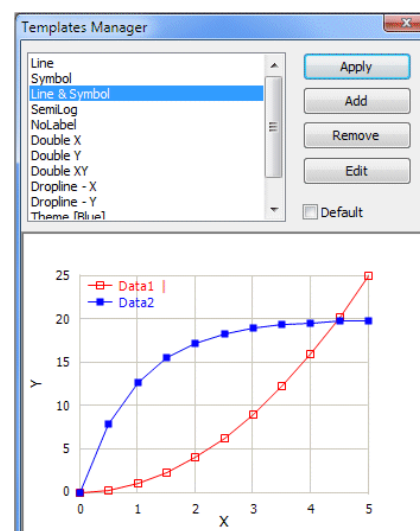 Templates Manager
Line
Symbol
Line & Symbol
SemiLog
NoLabel
Double X
Double Y
Double XY
Dropline - X
Dropline - Y
Theme [Blue]
Apply
Add
Remove
Edit
Default
Data1
Data2
25
20
15
10
5
0
Y
0 1 2 3 4 5
X